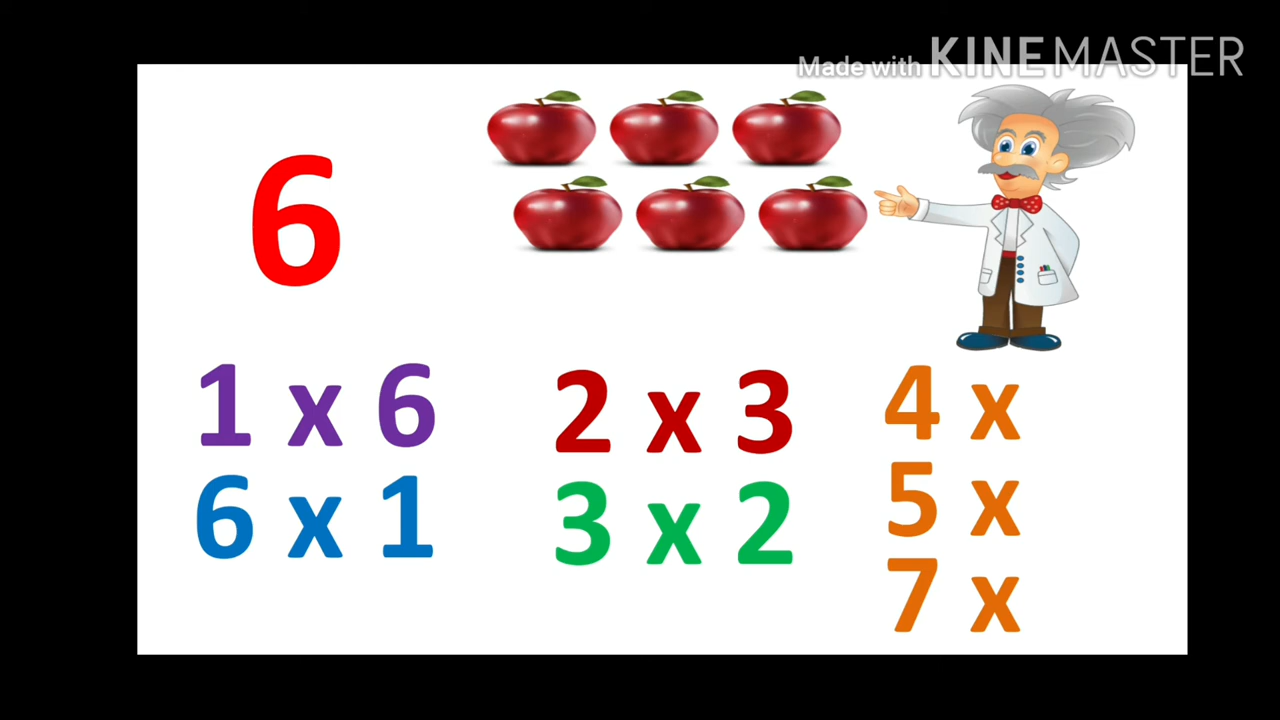 Made with KINEMASTER
6
1 x 6
6 x 1
2 x 3
3 x 2
4 x
5 x
7 x